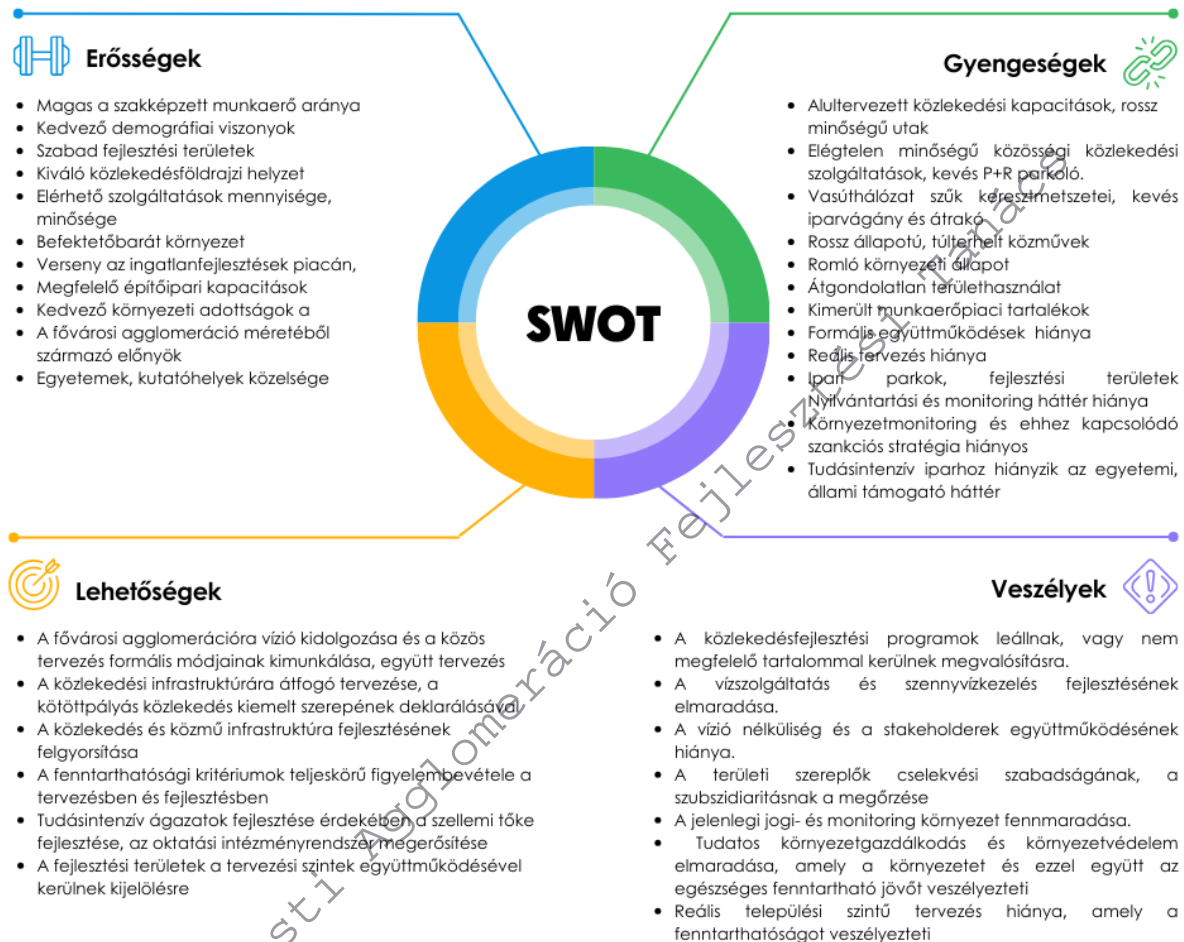 Erősségek
• Magas a szakképzett munkaerő aránya
• Kedvező demográfiai viszonyok
• Szabad fejlesztési területek
• Kiváló közlekedésföldrajzi helyzet
• Elérhető szolgáltatások mennyisége,
minősége
• Befektetőbarát környezet
• Verseny az ingatlanfejlesztések piacán,
• Megfelelő építőipari kapacitások
• Kedvező környezeti adottságok a
• A fővárosi agglomeráció méretéből
származó előnyök
• Egyetemek, kutatóhelyek közelsége
Gyengeségek
• Alultervezett közlekedési kapacitások, rossz
minőségű utak
• Elégtelen minőségű közösségi közlekedési
szolgáltatások, kevés P+R parkoló.
• Vasúthálózat szűk keresztmetszetei, kevés
iparvágány és átrakó
• Rossz állapotú, túlterhelt közművek
• Romló környezeti állapot
• Átgondolatlan területhasználat
• Kimerült munkaerőpiaci tartalékok
• Formális együttműködések hiánya
• Reális tervezés hiánya
• Ipari parkok, fejlesztési területek
Nyilvántartási és monitoring háttér hiánya
• Környezetmonitoring és ehhez kapcsolódó
szankciós stratégia hiányos
• Tudásintenzív iparhoz hiányzik az egyetemi,
állami támogató háttér
SWOT
Lehetőségek
• A fővárosi agglomerációra vízió kidolgozása és a közös
tervezés formális módjainak kimunkálása, együtt tervezés
• A közlekedési infrastruktúrára átfogó tervezése, a
kötöttpályás közlekedés kiemelt szerepének deklarálásával
• A közlekedés és közmű infrastruktúra fejlesztésének
felgyorsítása
• A fenntarthatósági kritériumok teljeskörű figyelembevétele a
tervezésben és fejlesztésben
• Tudásintenzív ágazatok fejlesztése érdekében a szellemi tőke
fejlesztése, az oktatási intézményrendszer megerősítése
• A fejlesztési területek a tervezési szintek együttműködésével
kerülnek kijelölésre
Veszélyek
• A közlekedésfejlesztési programok leállnak, vagy nem
megfelelő tartalommal kerülnek megvalósításra.
• A vízszolgáltatás és szennyvízkezelés fejlesztésének
elmaradása.
• A vízió nélküliség és a stakeholderek együttműködésének
hiánya.
• A területi szereplők cselekvési szabadságának, a
szubszidiaritásnak a megőrzése
• A jelenlegi jogi- és monitoring környezet fennmaradása.
• Tudatos környezetgazdálkodás és környezetvédelem
elmaradása, amely a környezetet és ezzel együtt az
egészséges fenntartható jövőt veszélyezteti
• Reális települési szintű tervezés hiánya, amely a
fenntarthatóságot veszélyezteti
sti Agglomeráció Fejlesztési Tanács